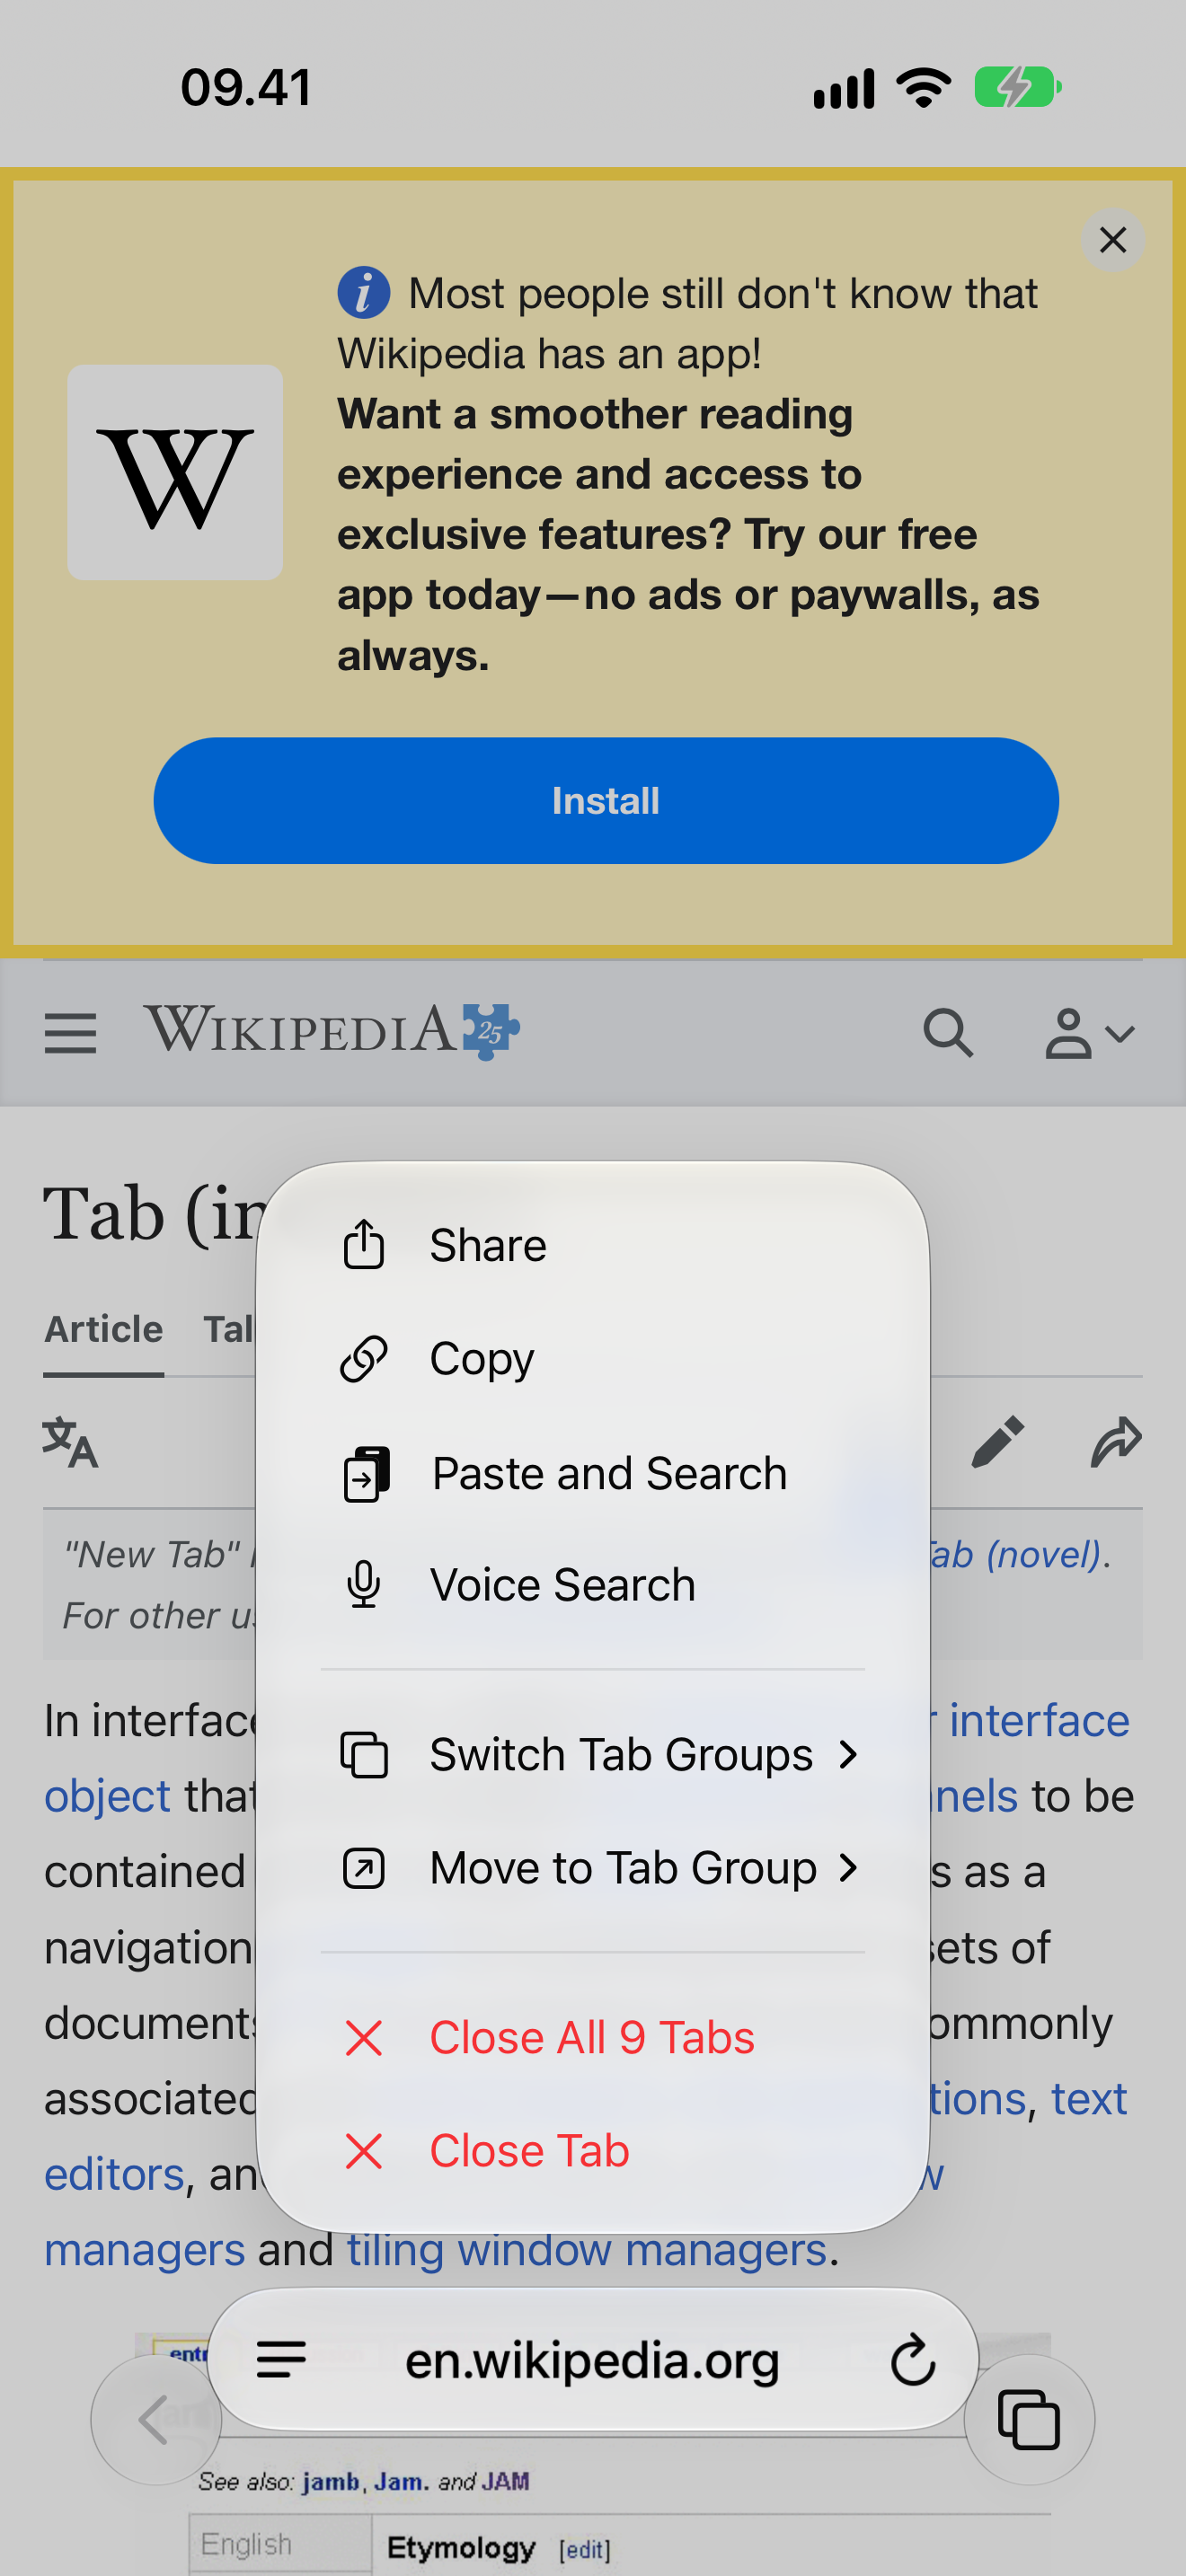 09.41
Most people still don't know that
Wikipedia has an app!
Want a smoother reading
experience and access to
exclusive features? Try our free
app today—no ads or paywalls, as
always.
W
Install
WIKIPEDIA 25
Tab (in
Article Tal
Share
Copy
Paste and Search
Voice Search
Switch Tab Groups
Move to Tab Group
Close All 9 Tabs
Close Tab
"New Tab" Tab (novel).
For other us
In interface interface
object that to be
contained s as a
navigation sets of
documents commonly
associated text
editors, an
managers and tiling window managers.
en.wikipedia.org
See also: jamb, Jam. and JAM
English Etymology [edit]